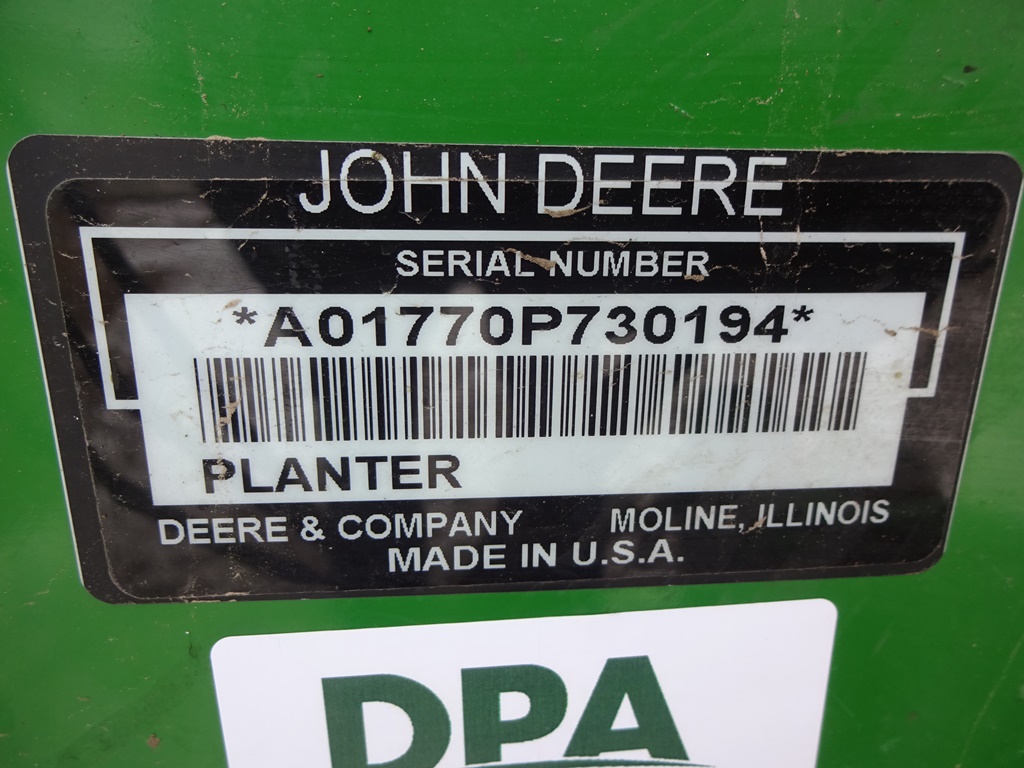 JOHN DEERE
SERIAL NUMBER
*A01770P730194*
PLANTER
DEERE & COMPANY MOLINE, ILLINOIS
MADE IN U.S.A.
DPA